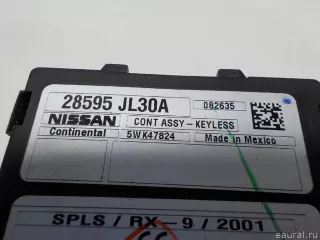 28595 JL30A
082635
NISSAN
CONT ASSY - KEYLESS
Continental
5WK47824
Made in Mexico
SPLS / RX - 9 / 2001
© eaural.ru